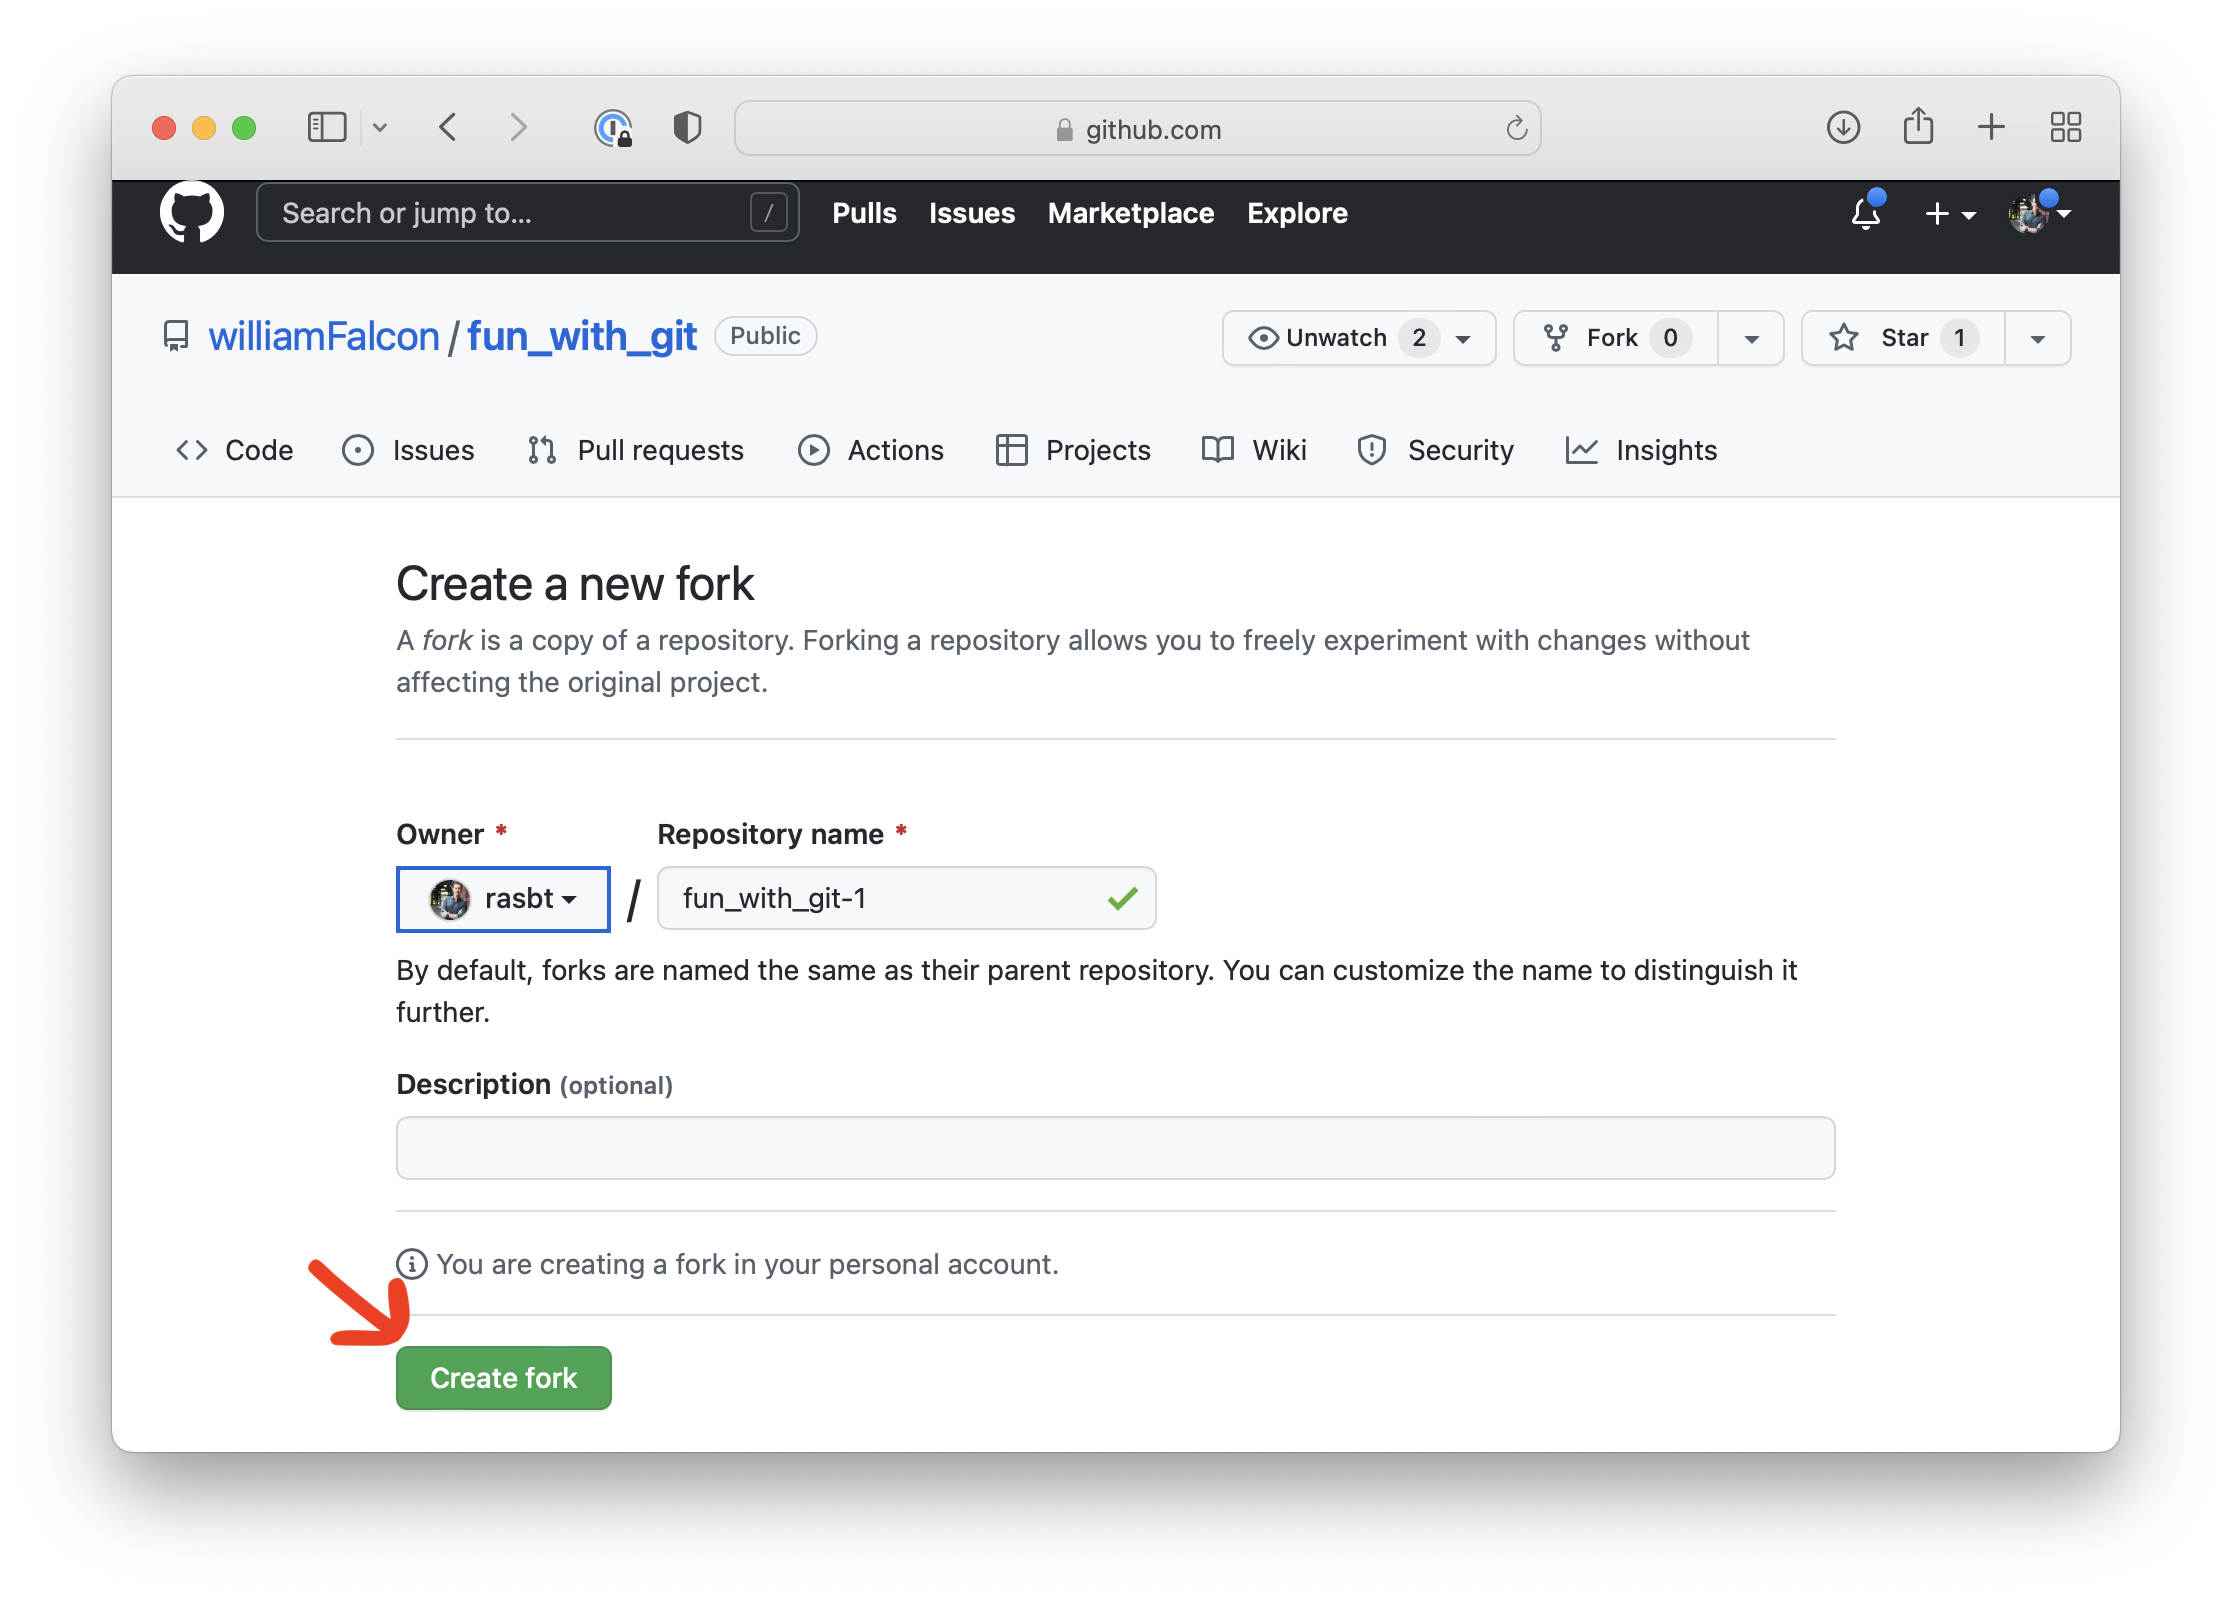 github.com
Search or jump to... / Pulls Issues Marketplace Explore
williamFalcon / fun_with_git Public Unwatch 2 Fork 0 Star 1
Code Issues Pull requests Actions Projects Wiki Security Insights
Create a new fork
A fork is a copy of a repository. Forking a repository allows you to freely experiment with changes without
affecting the original project.
Owner * Repository name *
rasbt / fun_with_git-1
By default, forks are named the same as their parent repository. You can customize the name to distinguish it
further.
Description (optional)
You are creating a fork in your personal account.
Create fork